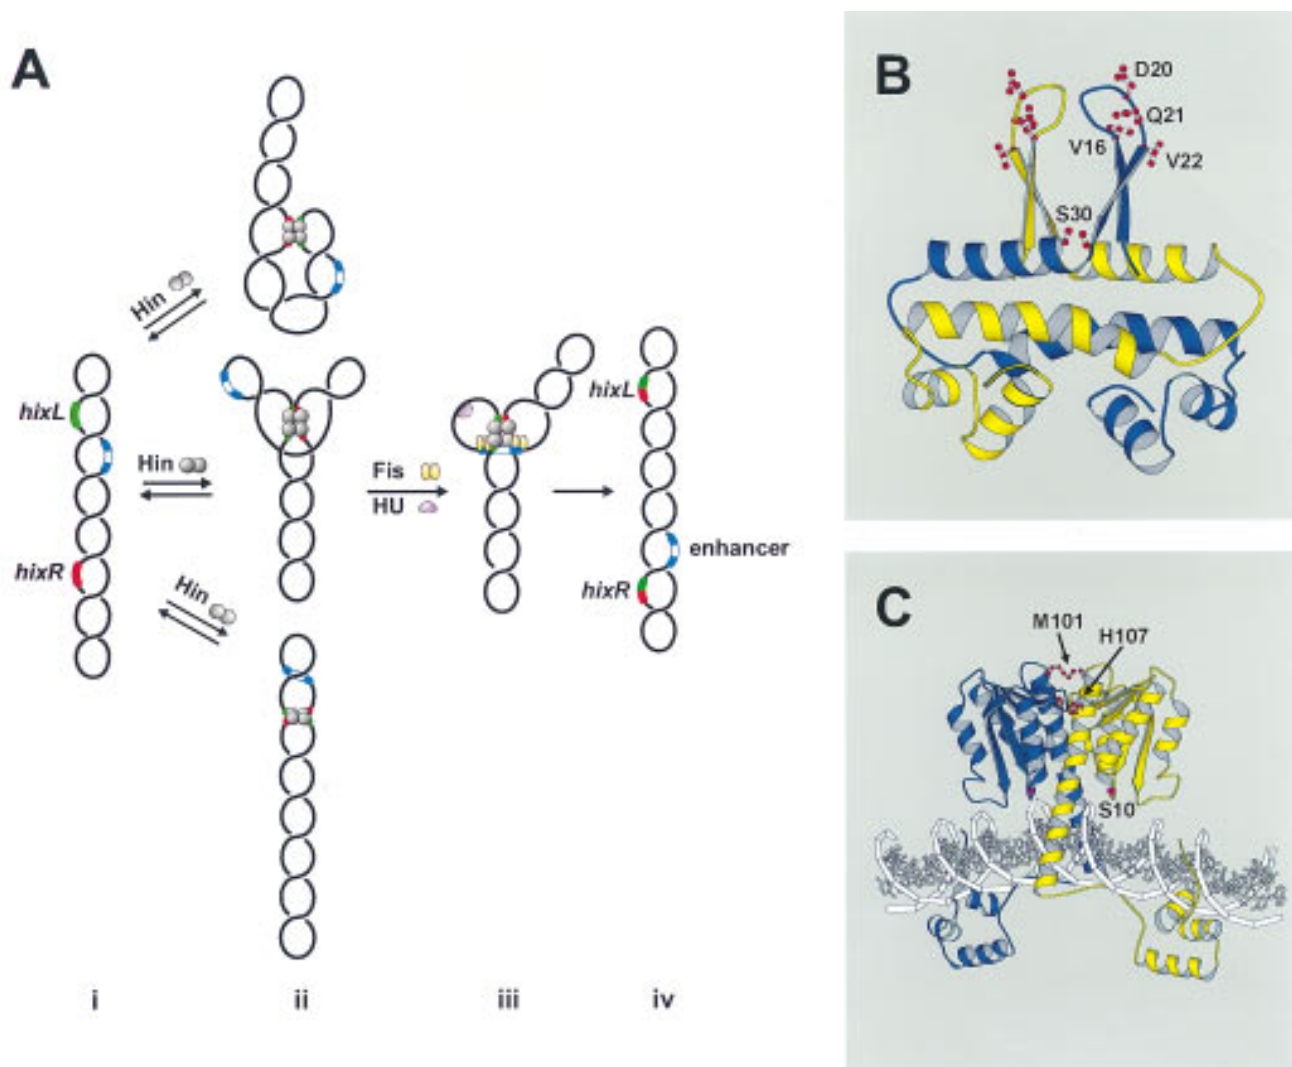 A
Hin
hixL
hixR
Hin
Hin
Fis
HU
hixL
enhancer
hixR
i
ii
iii
iv
B
D20
Q21
V16
V22
S30
C
M101
H107
S10